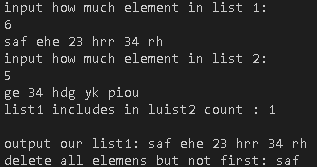 input how much element in list 1:
6
saf ehe 23 hrr 34 rh
input how much element in list 2:
5
ge 34 hdg yk piou
list1 includes in luist2 count : 1
output our list1: saf ehe 23 hrr 34 rh
delete all elemens but not first: saf